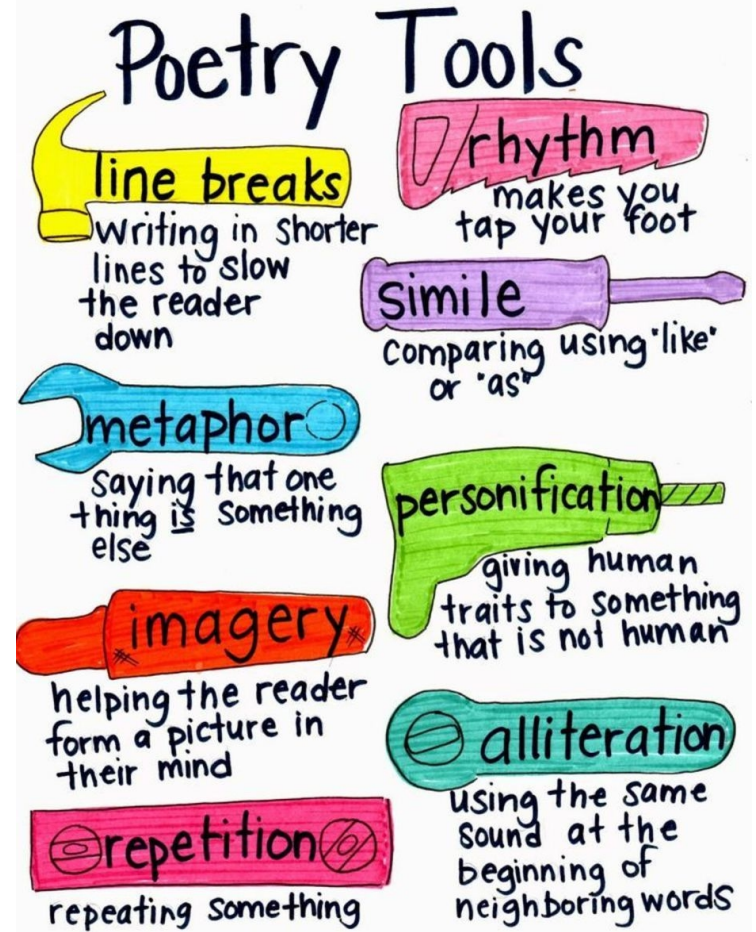 Poetry Tools
line breaks
writing in shorter
lines to slow
the reader
down
rhythm
makes you
tap your foot
simile
comparing using "like"
or "as"
metaphor
saying that one
thing is something
else
personification
giving human
traits to something
that is not human
imagery
helping the reader
form a picture in
their mind
alliteration
using the same
sound at the
beginning of
neighboring words
repetition
repeating something